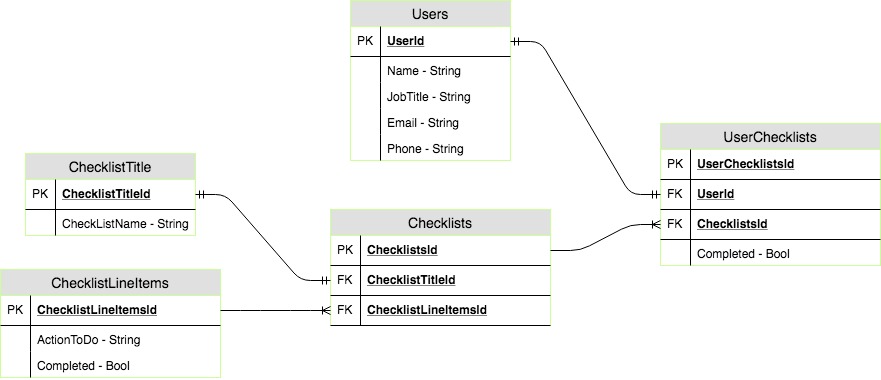 Users
PK UserId
Name - String
JobTitle - String
Email - String
Phone - String
UserChecklists
PK UserChecklistsId
FK UserId
FK ChecklistsId
Completed - Bool
ChecklistTitle
PK ChecklistTitleId
CheckListName - String
Checklists
PK ChecklistsId
FK ChecklistTitleId
FK ChecklistLineItemsId
ChecklistLineItems
PK ChecklistLineItemsId
ActionToDo - String
Completed - Bool